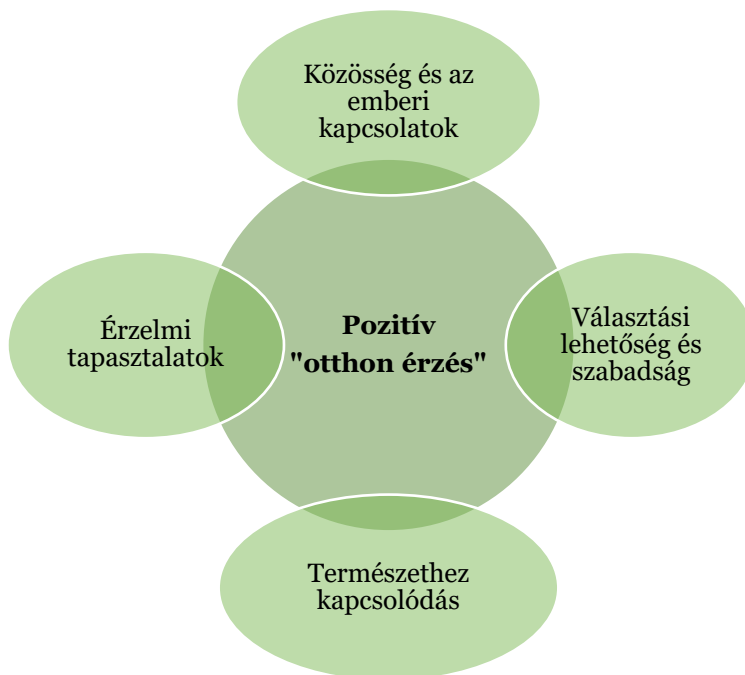 Közösség és az
emberi
kapcsolatok
Érzelmi
tapasztalatok
Pozitív
"otthon érzés"
Választási
lehetőség és
szabadság
Természethez
kapcsolódás